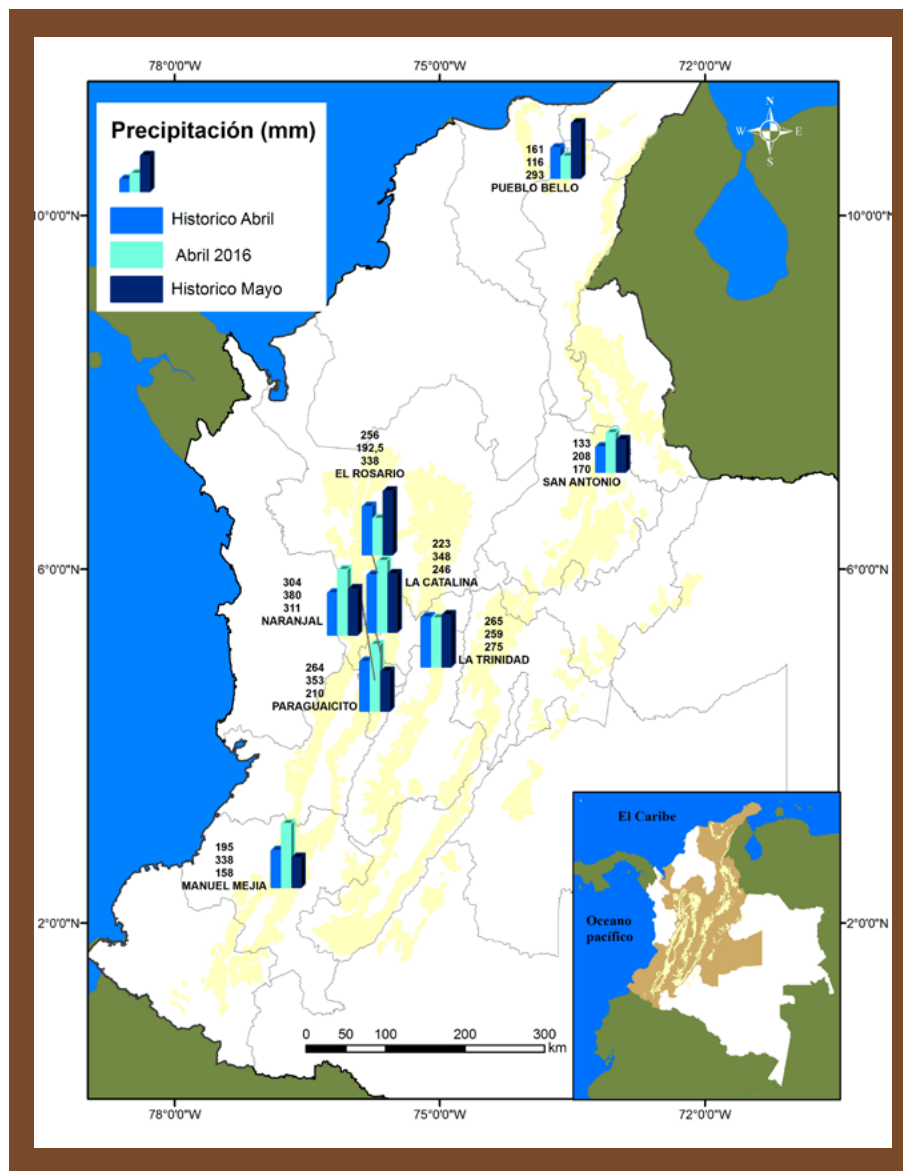 78°0'0"W
75°0'0"W
72°0'0"W
Precipitación (mm)
Historico Abril
Abril 2016
Historico Mayo
N
W
E
S
161
116
293
PUEBLO BELLO
10°0'0"N
10°0'0"N
256
192,5
338
EL ROSARIO
133
208
170
SAN ANTONIO
223
348
246
LA CATALINA
6°0'0"N
6°0'0"N
304
380
311
NARANJAL
265
259
275
LA TRINIDAD
264
353
210
PARAGUAICITO
195
338
158
MANUEL MEJIA
El Caribe
Oceano
pacífico
2°0'0"N
2°0'0"N
0 50 100 200 300
km
78°0'0"W
75°0'0"W
72°0'0"W